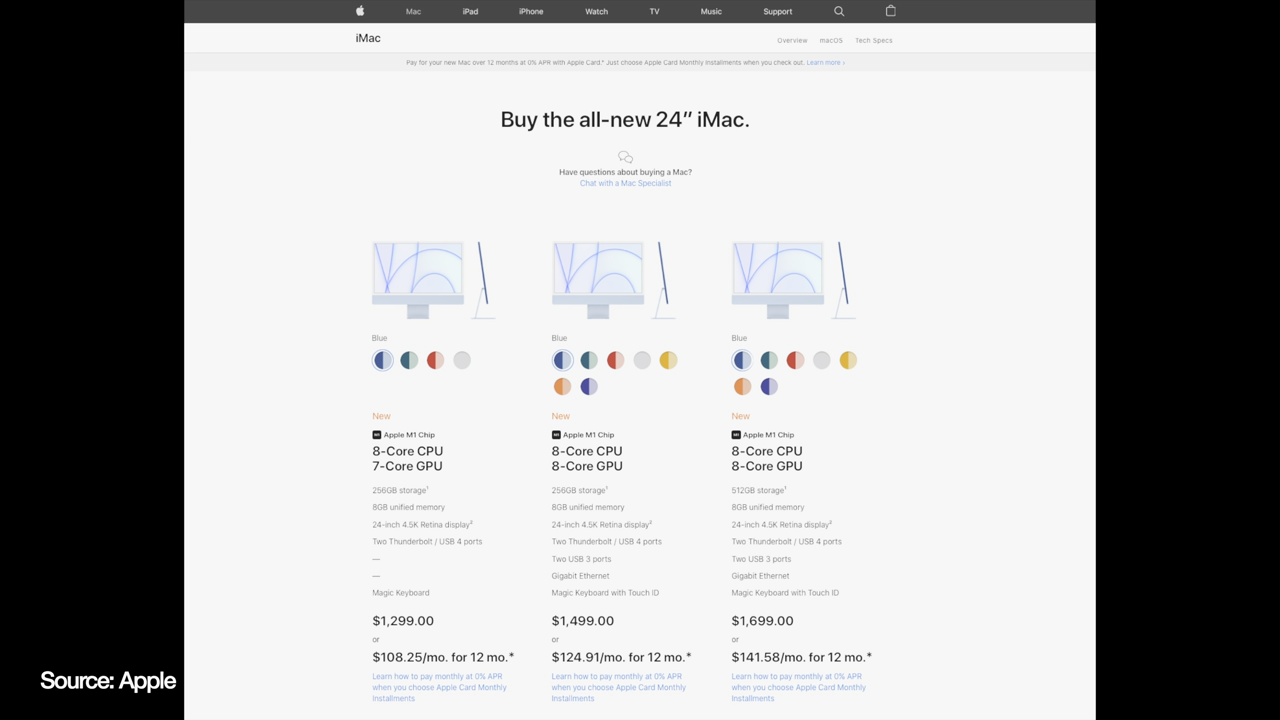 Mac
iPad
iPhone
Watch
TV
Music
Support
iMac
Overview
macOS
Tech Specs
Pay for your new Mac over 12 months at 0% APR with Apple Card.° Just choose Apple Card Monthly Installments when you check out. Learn more ›
Buy the all-new 24″ iMac.
Have questions about buying a Mac?
Chat with a Mac Specialist
Blue
New
Apple M1 Chip
8-Core CPU
7-Core GPU
256GB storage¹
8GB unified memory
24-inch 4.5K Retina display²
Two Thunderbolt / USB 4 ports
—
—
Magic Keyboard
$1,299.00
or
$108.25/mo. for 12 mo.*
Learn how to pay monthly at 0% APR
when you choose Apple Card Monthly
Installments
Blue
New
Apple M1 Chip
8-Core CPU
8-Core GPU
256GB storage¹
8GB unified memory
24-inch 4.5K Retina display²
Two Thunderbolt / USB 4 ports
Two USB 3 ports
Gigabit Ethernet
Magic Keyboard with Touch ID
$1,499.00
or
$124.91/mo. for 12 mo.*
Learn how to pay monthly at 0% APR
when you choose Apple Card Monthly
Installments
Blue
New
Apple M1 Chip
8-Core CPU
8-Core GPU
512GB storage¹
8GB unified memory
24-inch 4.5K Retina display²
Two Thunderbolt / USB 4 ports
Two USB 3 ports
Gigabit Ethernet
Magic Keyboard with Touch ID
$1,699.00
or
$141.58/mo. for 12 mo.*
Learn how to pay monthly at 0% APR
when you choose Apple Card Monthly
Installments
Source: Apple